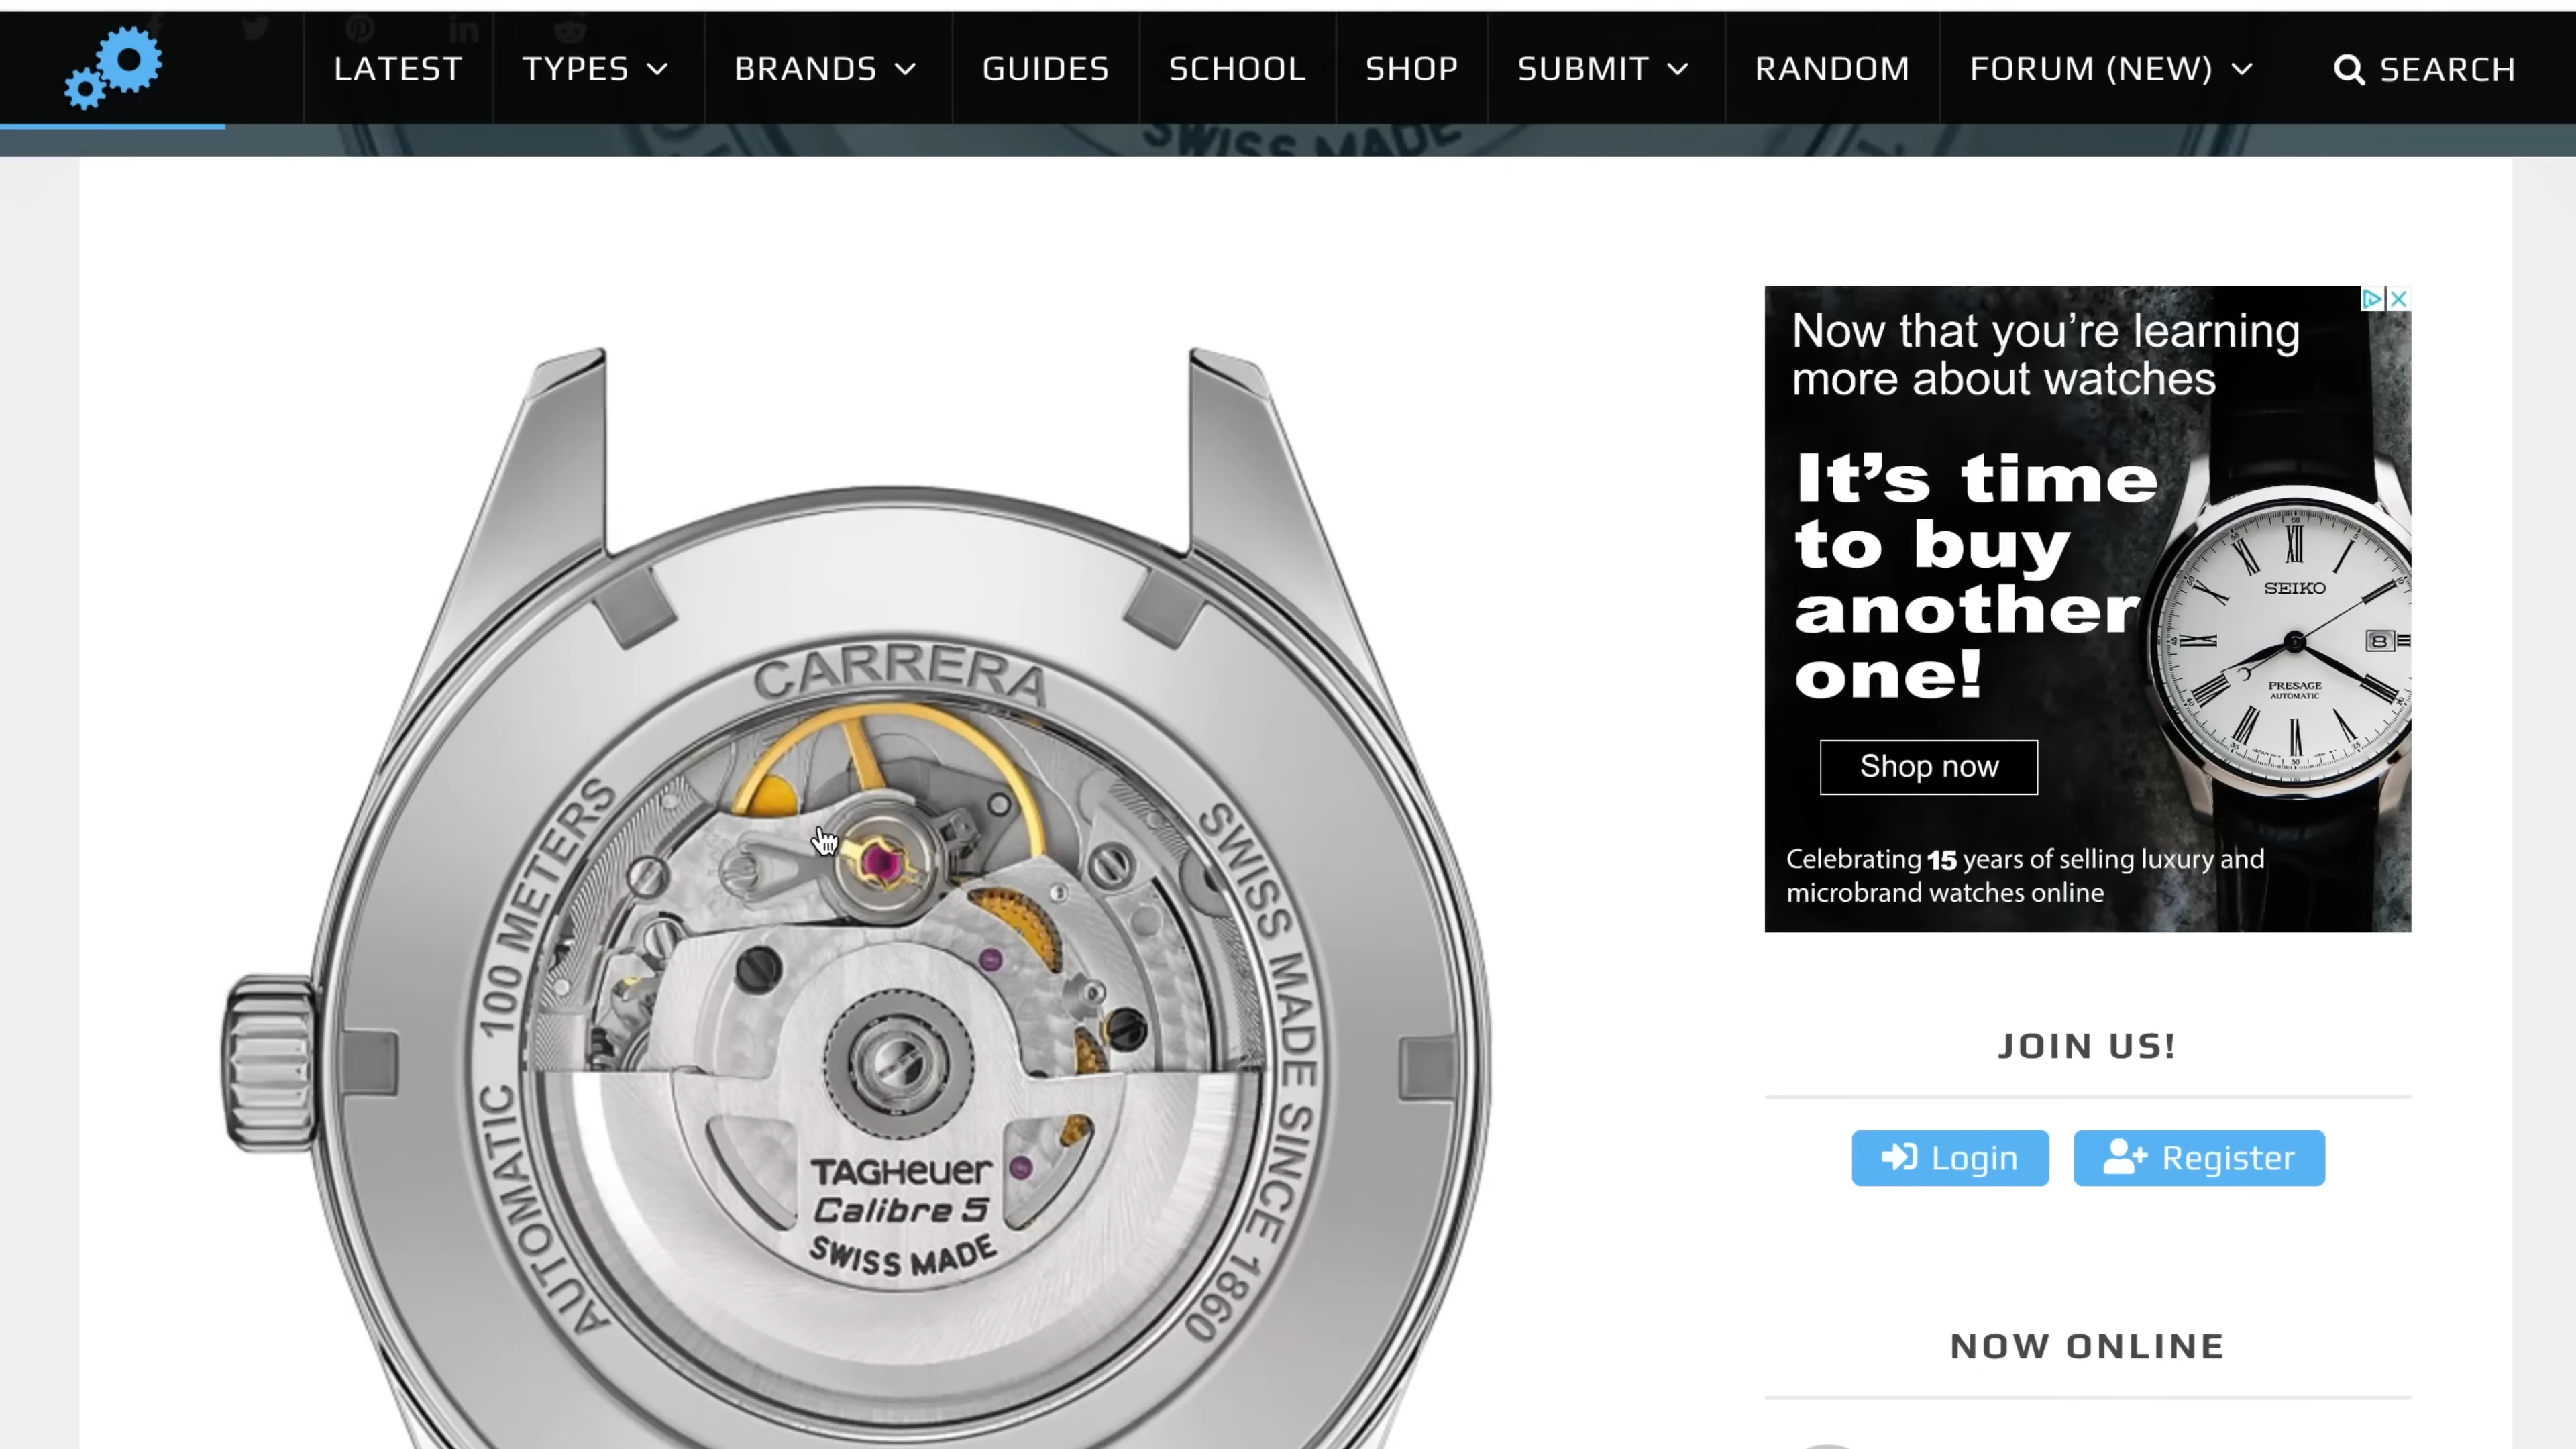 LATEST
TYPES
BRANDS
GUIDES
SCHOOL
SHOP
SUBMIT
RANDOM
FORUM (NEW)
SEARCH
SWISS MADE
CARRERA
AUTOMATIC 100 METERS
SWISS MADE SINCE 1860
TAGHeuer
Calibre 5
SWISS MADE
Now that you're learning
more about watches
It's time
to buy
another
one!
SEIKO
8
PRESAGE
AUTOMATIC
Shop now
Celebrating 15 years of selling luxury and
microbrand watches online
JOIN US!
Login
Register
NOW ONLINE